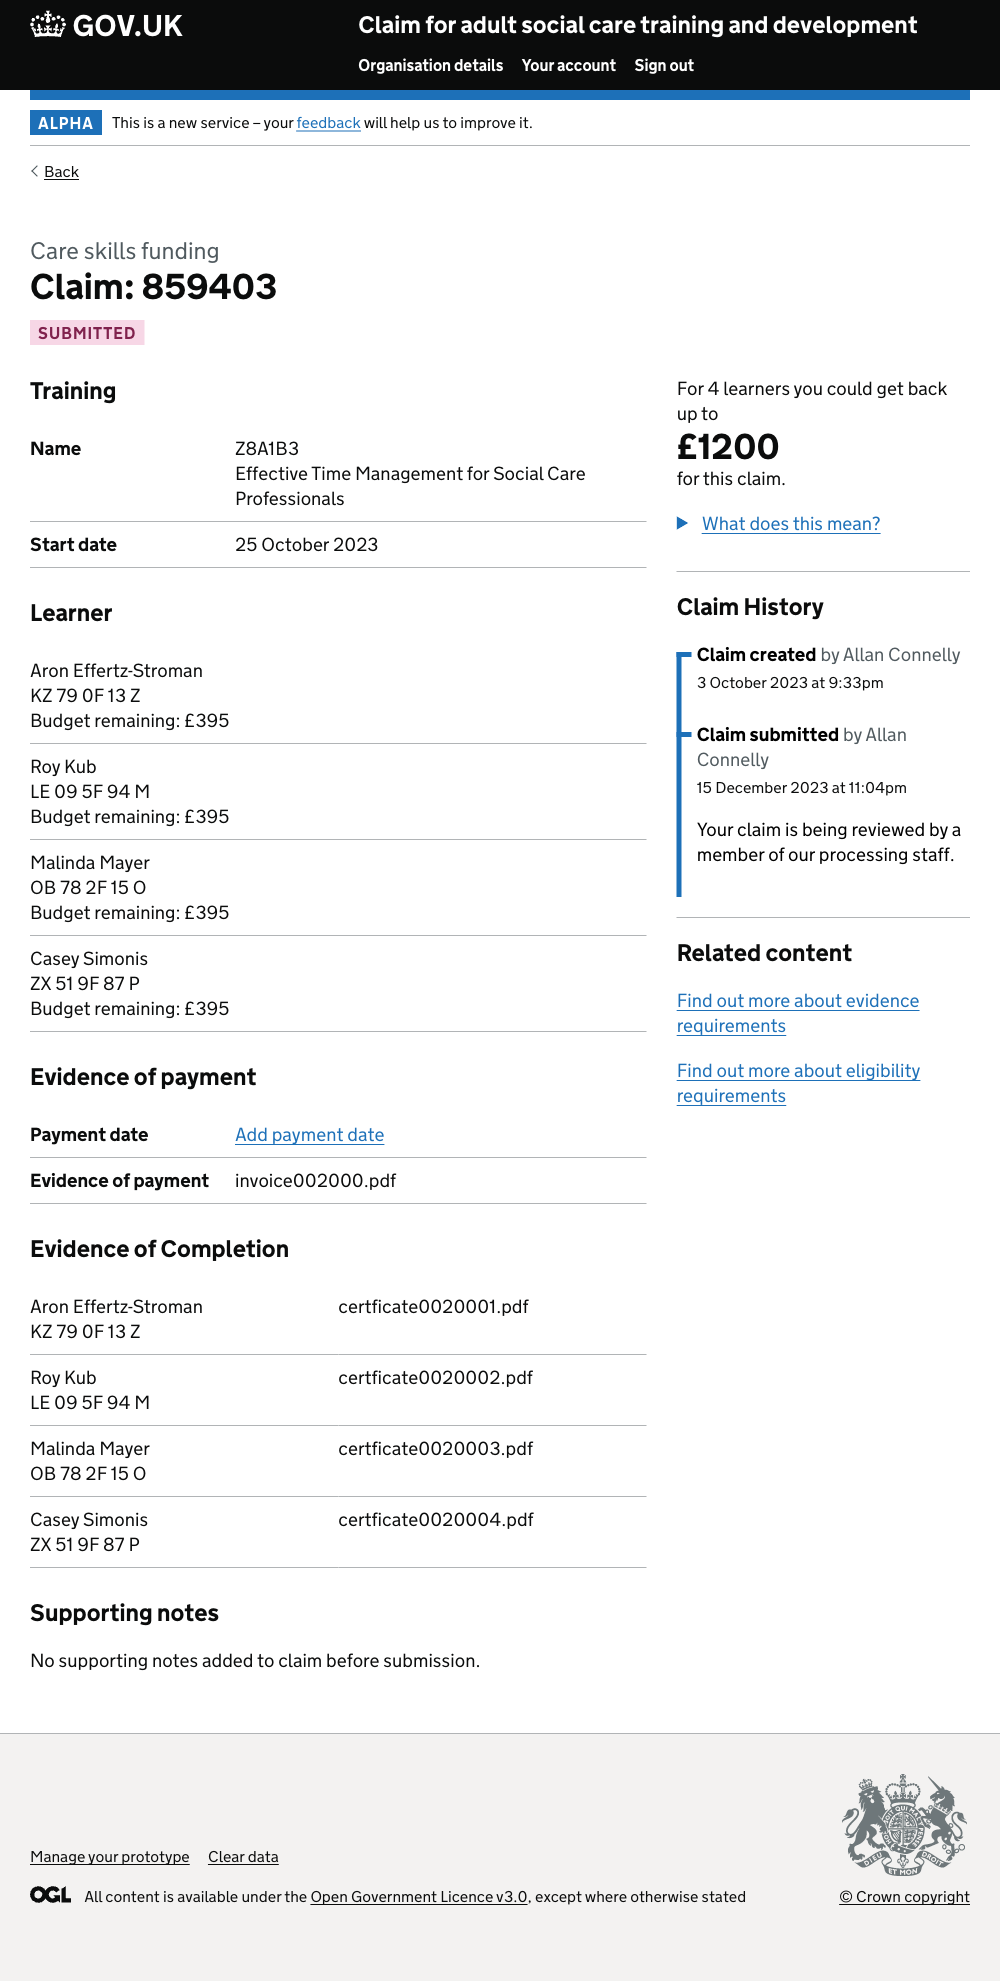 GOV.UK
Claim for adult social care training and development
Organisation details Your account Sign out
ALPHA This is a new service – your feedback will help us to improve it.
Back
Care skills funding
Claim: 859403
SUBMITTED
Training
Name Z8A1B3
Effective Time Management for Social Care
Professionals
Start date 25 October 2023
Learner
Aron Effertz-Stroman
KZ 79 0F 13 Z
Budget remaining: £395
Roy Kub
LE 09 5F 94 M
Budget remaining: £395
Malinda Mayer
OB 78 2F 15 O
Budget remaining: £395
Casey Simonis
ZX 51 9F 87 P
Budget remaining: £395
Evidence of payment
Payment date Add payment date
Evidence of payment invoice002000.pdf
Evidence of Completion
Aron Effertz-Stroman certficate0020001.pdf
KZ 79 0F 13 Z
Roy Kub certficate0020002.pdf
LE 09 5F 94 M
Malinda Mayer certficate0020003.pdf
OB 78 2F 15 O
Casey Simonis certficate0020004.pdf
ZX 51 9F 87 P
Supporting notes
No supporting notes added to claim before submission.
For 4 learners you could get back
up to
£1200
for this claim.
What does this mean?
Claim History
Claim created by Allan Connelly
3 October 2023 at 9:33pm
Claim submitted by Allan
Connelly
15 December 2023 at 11:04pm
Your claim is being reviewed by a
member of our processing staff.
Related content
Find out more about evidence
requirements
Find out more about eligibility
requirements
Manage your prototype Clear data
OGL All content is available under the Open Government Licence v3.0, except where otherwise stated
DIEU ET MON DROIT
© Crown copyright